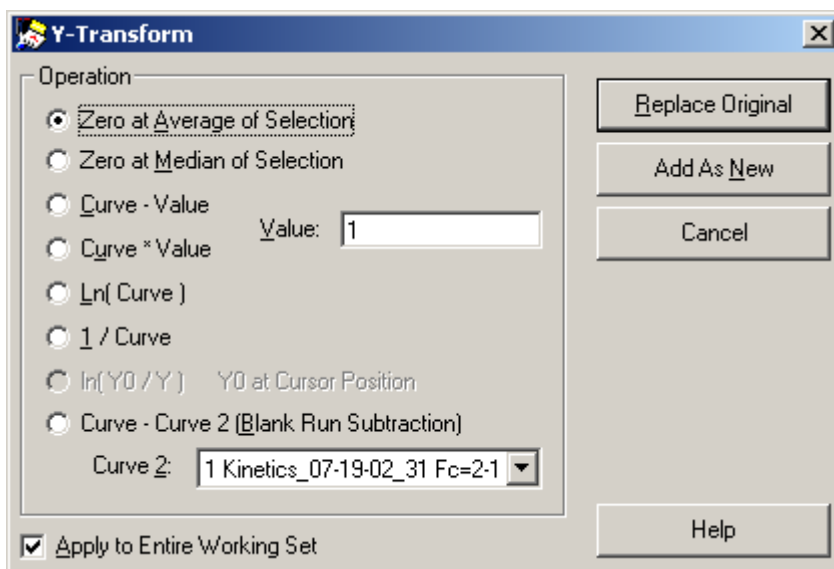 Y-Transform
Operation
Zero at Average of Selection
Zero at Median of Selection
Curve - Value
Value: 1
Curve * Value
Ln( Curve )
1 / Curve
ln( Y0 / Y ) Y0 at Cursor Position
Curve - Curve 2 (Blank Run Subtraction)
Curve 2: 1 Kinetics_07-19-02_31 Fc=2-1
Apply to Entire Working Set
Replace Original
Add As New
Cancel
Help